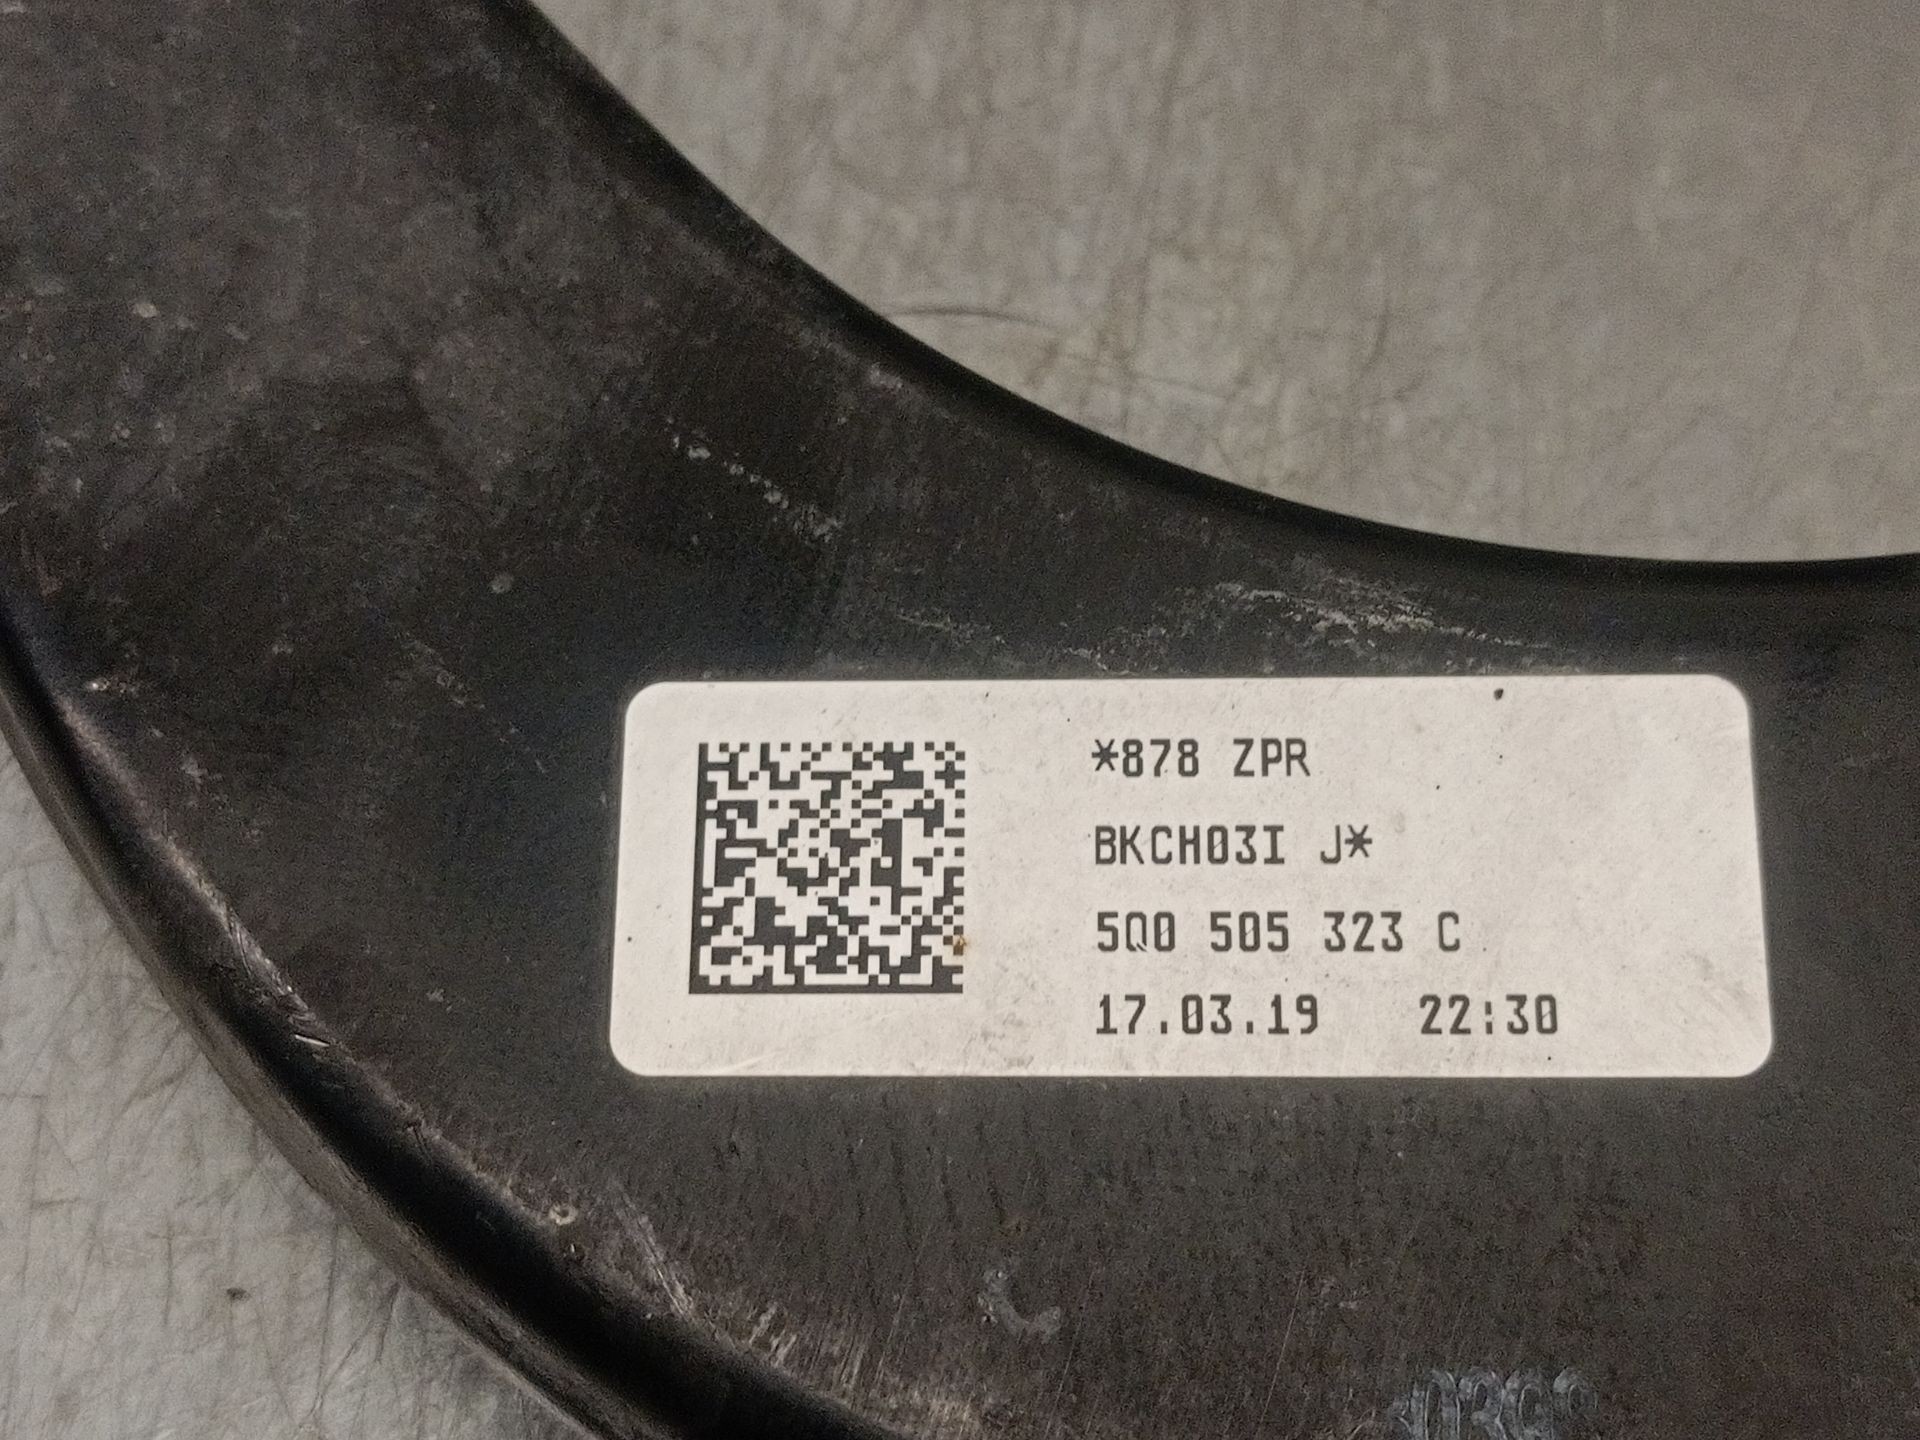 *878 ZPR
BKCH03I J*
5Q0 505 323 C
17.03.19 22:30